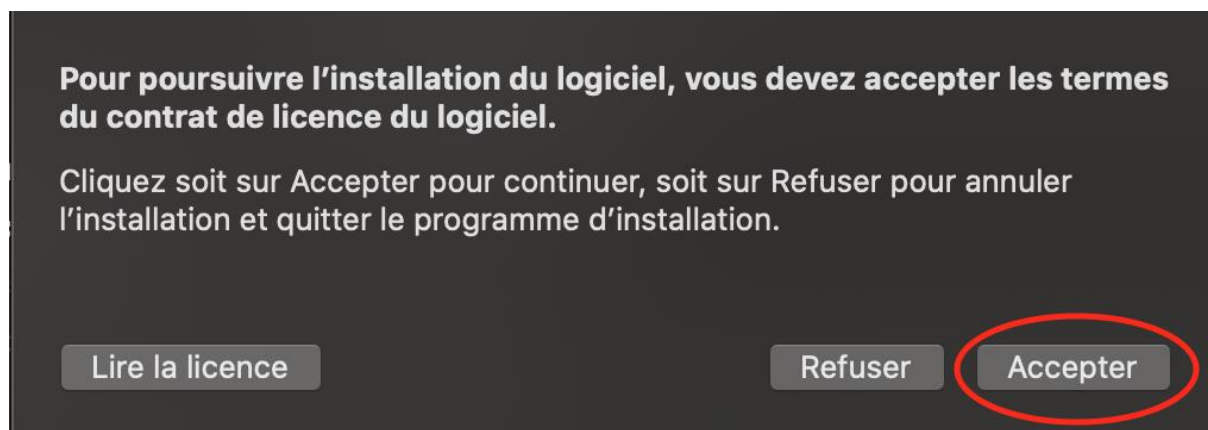 Pour poursuivre l’installation du logiciel, vous devez accepter les termes
du contrat de licence du logiciel.
Cliquez soit sur Accepter pour continuer, soit sur Refuser pour annuler
l’installation et quitter le programme d’installation.
Lire la licence
Refuser
Accepter